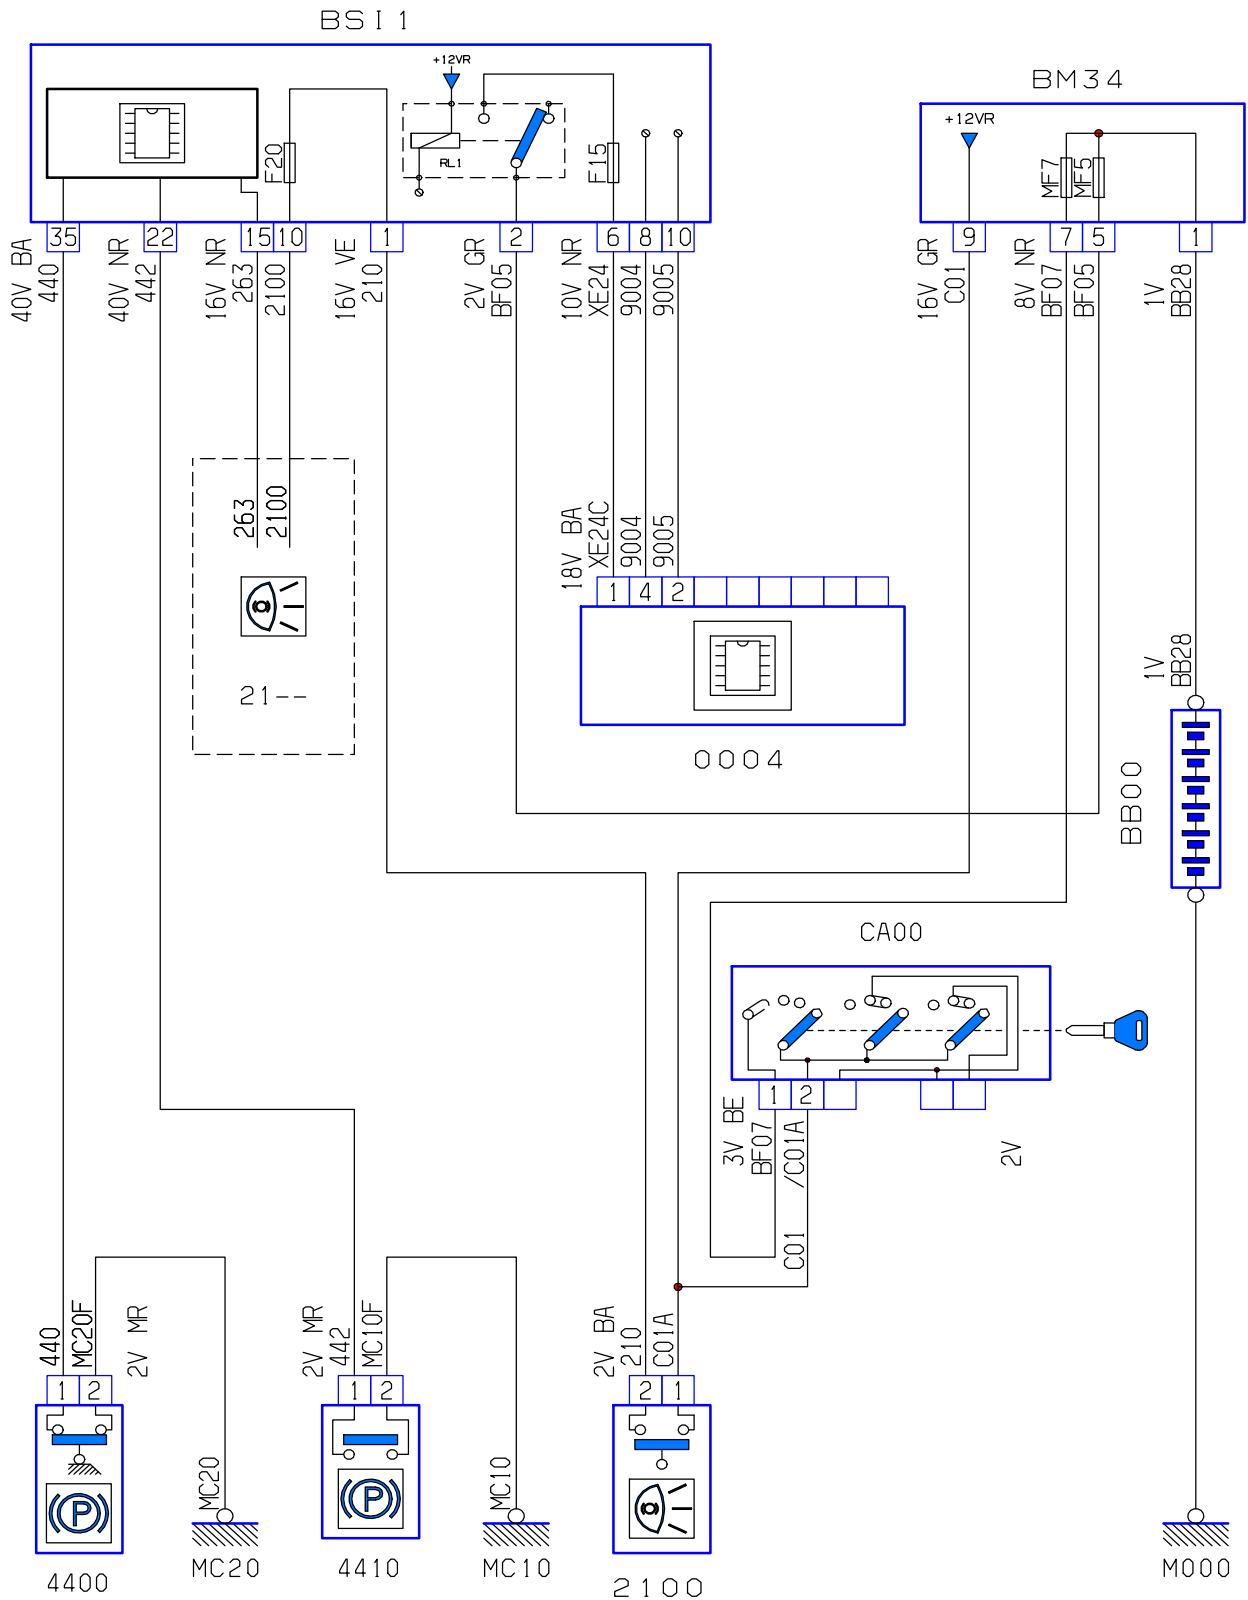 BSI1
BM34
+12VR
+12VR
F20
RL1
F15
MF7
MF5
35
22
15
10
1
2
6
8
10
9
7
5
1
40V BA
440
40V NR
442
16V NR
263
2100
16V VE
210
2V GR
BF05
10V NR
XE24
9004
9005
16V GR
C01
8V NR
BF07
BF05
1V
BB28
263
2100
21--
18V BA
XE24C
9004
9005
1
4
2
0004
1V
BB28
BB00
CA00
1
2
3V BE
BF07
C01 /C01A
2V
440
MC20F
2V MR
2V MR
442
MC10F
2V BA
210
C01A
1
2
1
2
2
1
P
P
MC20
MC10
4400
MC20
4410
MC10
2100
M000